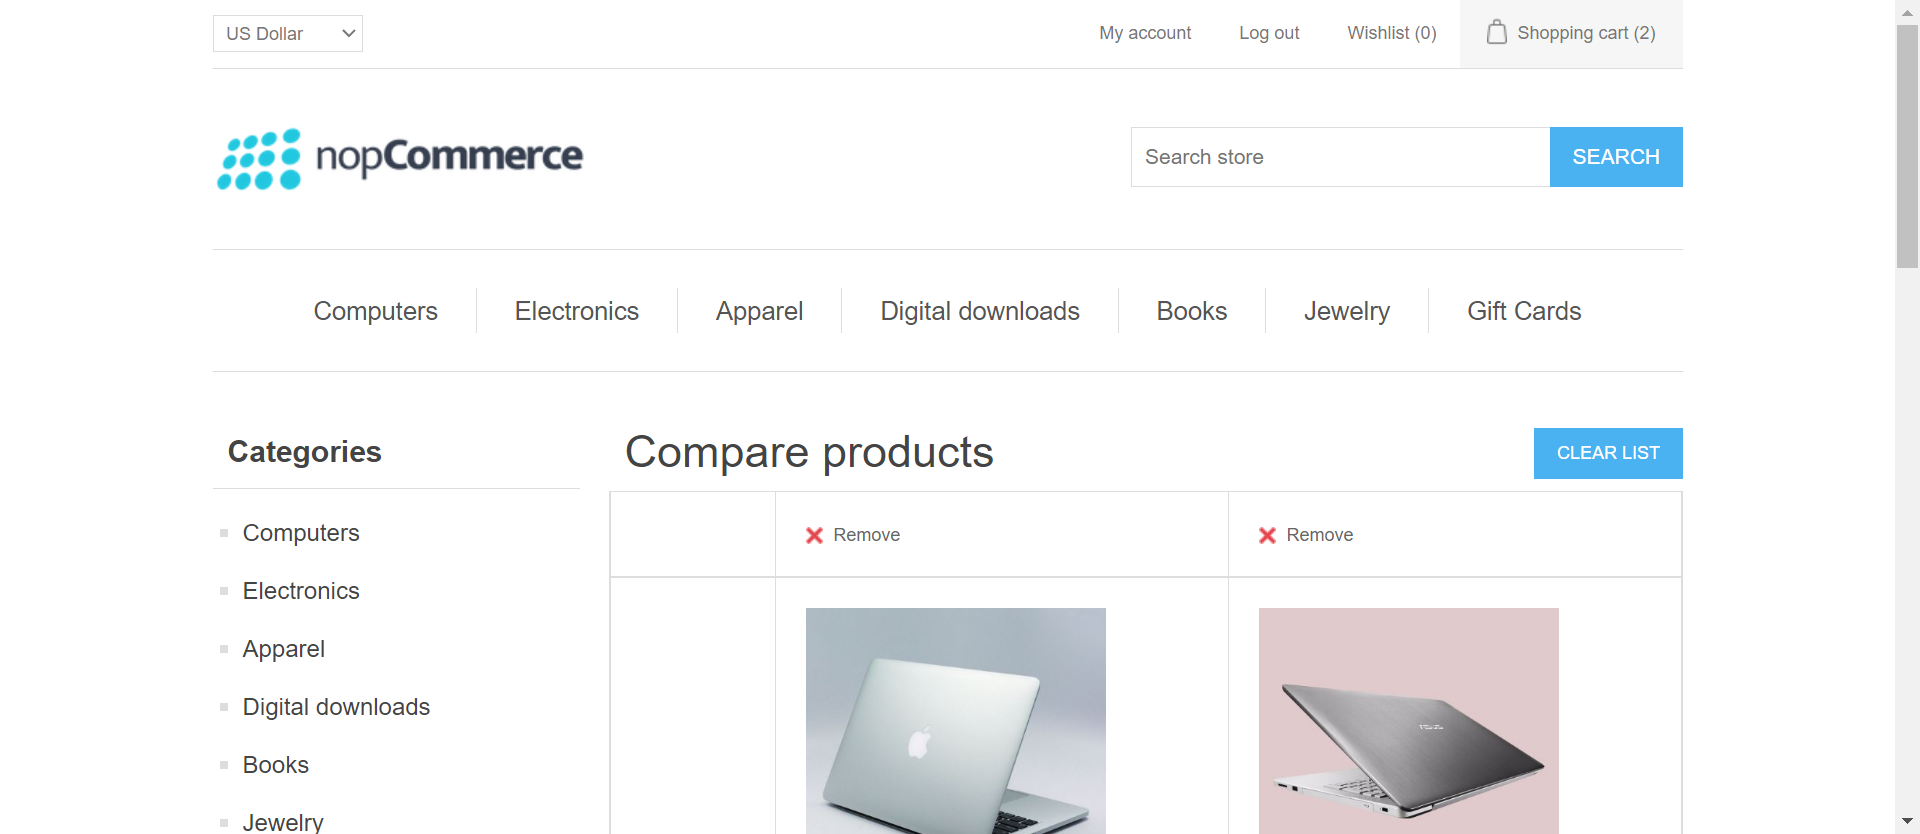 US Dollar
My account
Log out
Wishlist (0)
Shopping cart (2)
nopCommerce
Search store
SEARCH
Computers
Electronics
Apparel
Digital downloads
Books
Jewelry
Gift Cards
Categories
Computers
Electronics
Apparel
Digital downloads
Books
Jewelry
Compare products
CLEAR LIST
Remove
Remove
ASUS